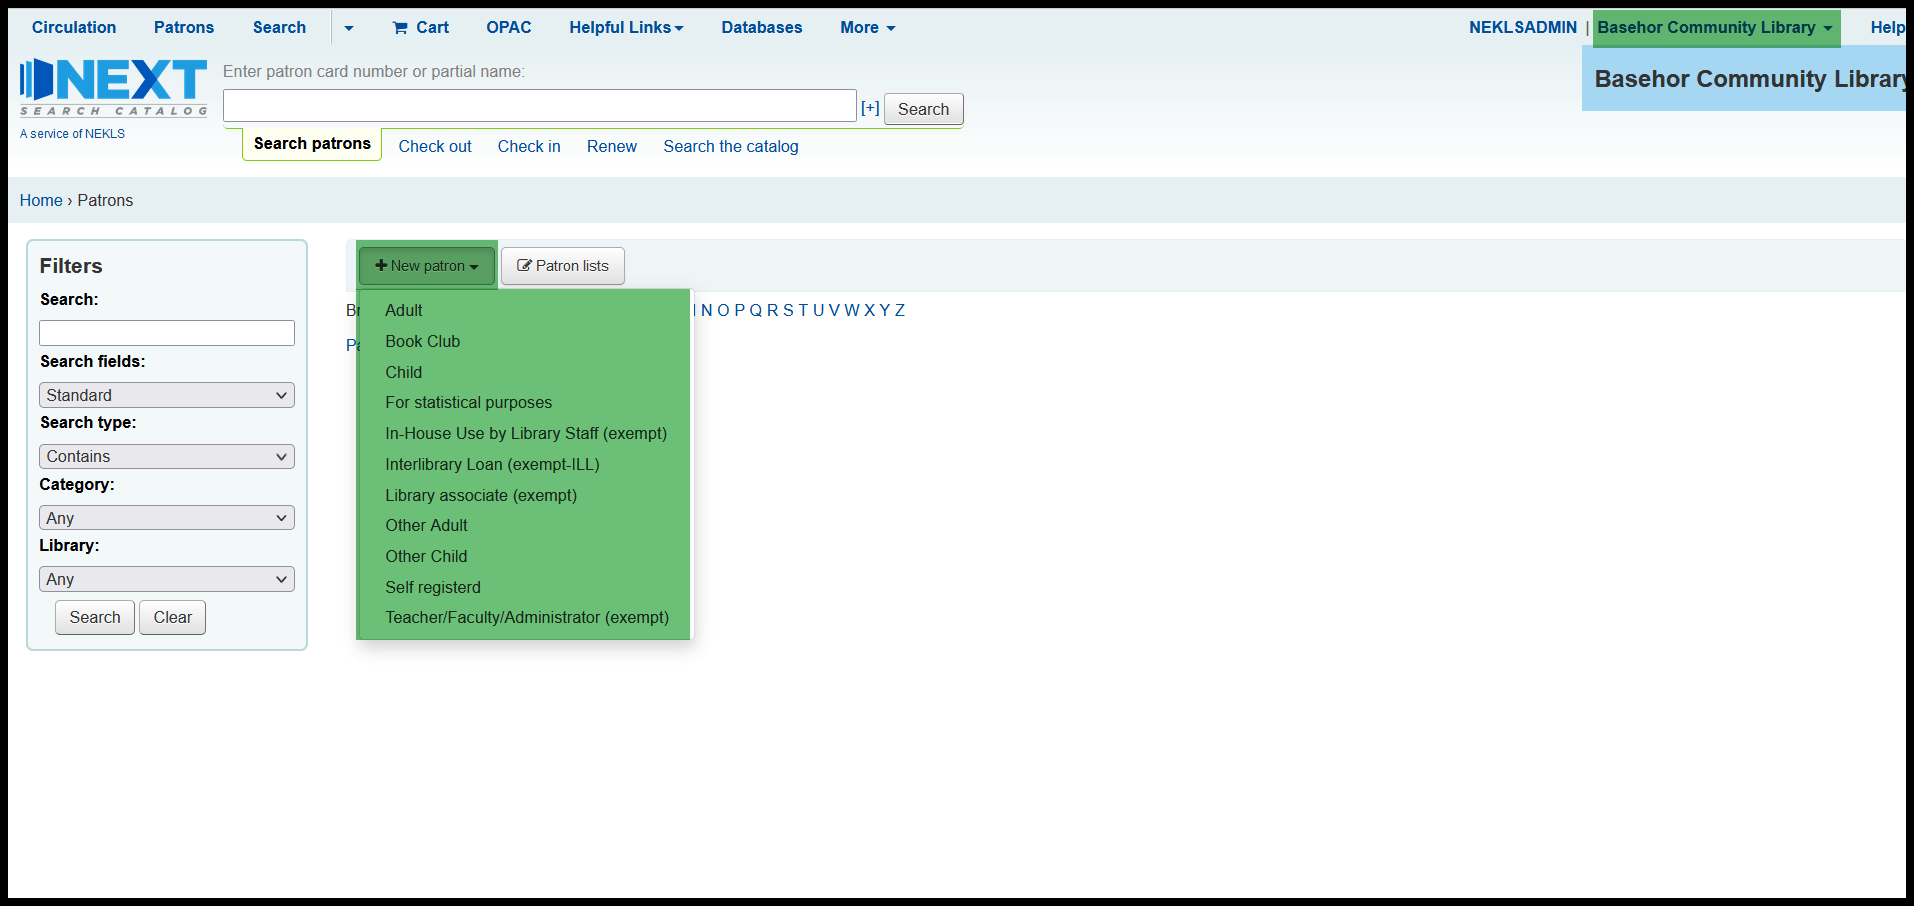 Circulation Patrons Search Cart OPAC Helpful Links Databases More NEKLSADMIN | Basehor Community Library Help
Basehor Community Library
NEXT
SEARCH CATALOG
A service of NEKLS
Enter patron card number or partial name:
[+] Search
Search patrons Check out Check in Renew Search the catalog
Home › Patrons
Filters
Search:
Search fields:
Standard
Search type:
Contains
Category:
Any
Library:
Any
Search Clear
New patron Patron lists
N O P Q R S T U V W X Y Z
Adult
Book Club
Child
For statistical purposes
In-House Use by Library Staff (exempt)
Interlibrary Loan (exempt-ILL)
Library associate (exempt)
Other Adult
Other Child
Self registerd
Teacher/Faculty/Administrator (exempt)